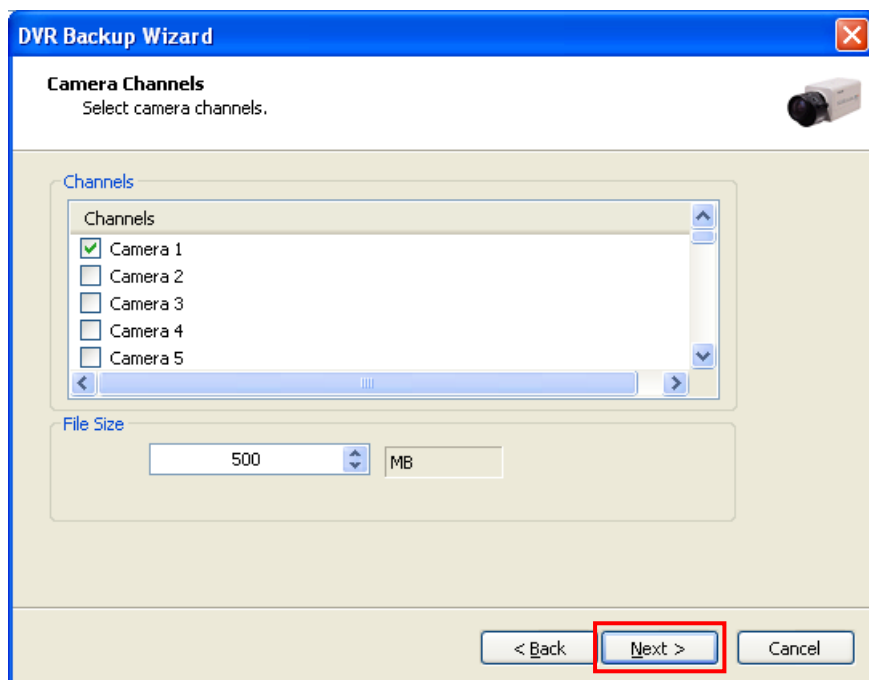 DVR Backup Wizard
Camera Channels
Select camera channels.
Channels
Channels
Camera 1
Camera 2
Camera 3
Camera 4
Camera 5
File Size
500 MB
< Back Next > Cancel